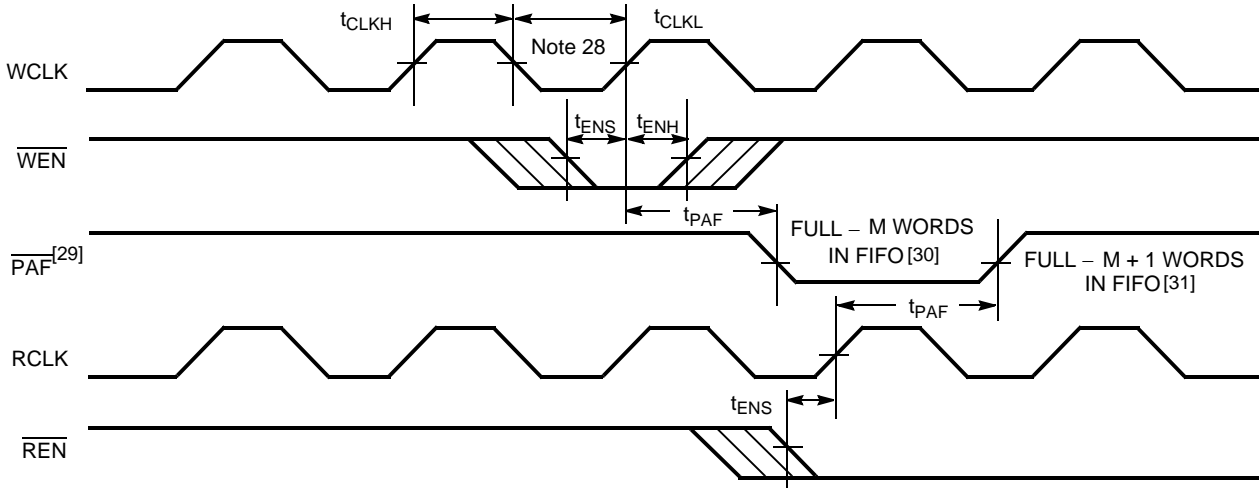 tCLKH
tCLKL
Note 28
WCLK
tENS
tENH
WEN
tPAF
FULL – M WORDS
IN FIFO[30]
PAF[29]
FULL – M + 1 WORDS
IN FIFO[31]
tPAF
RCLK
tENS
REN